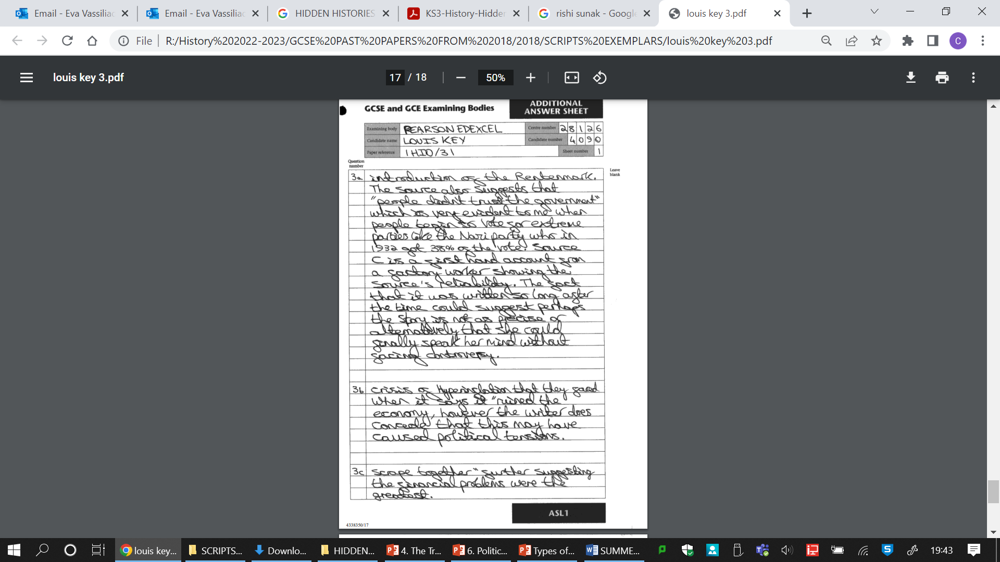 Email - Eva Vassiliac
Email - Eva Vassiliac
HIDDEN HISTORIES
KS3-History-Hidder
rishi sunak - Google
louis key 3.pdf
File
R:/History%202022-2023/GCSE%20PAST%20PAPERS%20FROM%202018/2018/SCRIPTS%20EXEMPLARS/louis%20key%203.pdf
C
louis key 3.pdf
17 / 18
50%
GCSE and GCE Examining Bodies
ADDITIONAL
ANSWER SHEET
Examining body PEARSON EDEXCEL Centre number 28126
Candidate name LOUIS KEY Candidate number 4090
Paper reference 1HI0/31 Sheet number 1
Question
number
Leave
blank
3a introduction of the Rentenmark.
The source also suggests that
"people didn't trust the government"
which is very evident to me when
people begin to vote for extreme
parties like the Nazi party who in
1932 got 38% of the vote. Source
C is a first hand account from
a factory worker showing the
source's reliability. The fact
that it was written so long after
the time could suggest perhaps
the story is not as precise or
alternatively that she could
finally speak her mind without
facing controversy.
3b crisis of Hyperinflation that they faced
when it says it "ruined the
economy, however the writer does
concede that this may have
caused political tensions.
3c scrape together" further suggesting
the financial problems were the
greatest.
ASL1
4338350/17
louis key...
SCRIPTS...
Downlo...
HIDDEN...
4. The Tr...
6. Politic...
Types of...
SUMME...
19:43